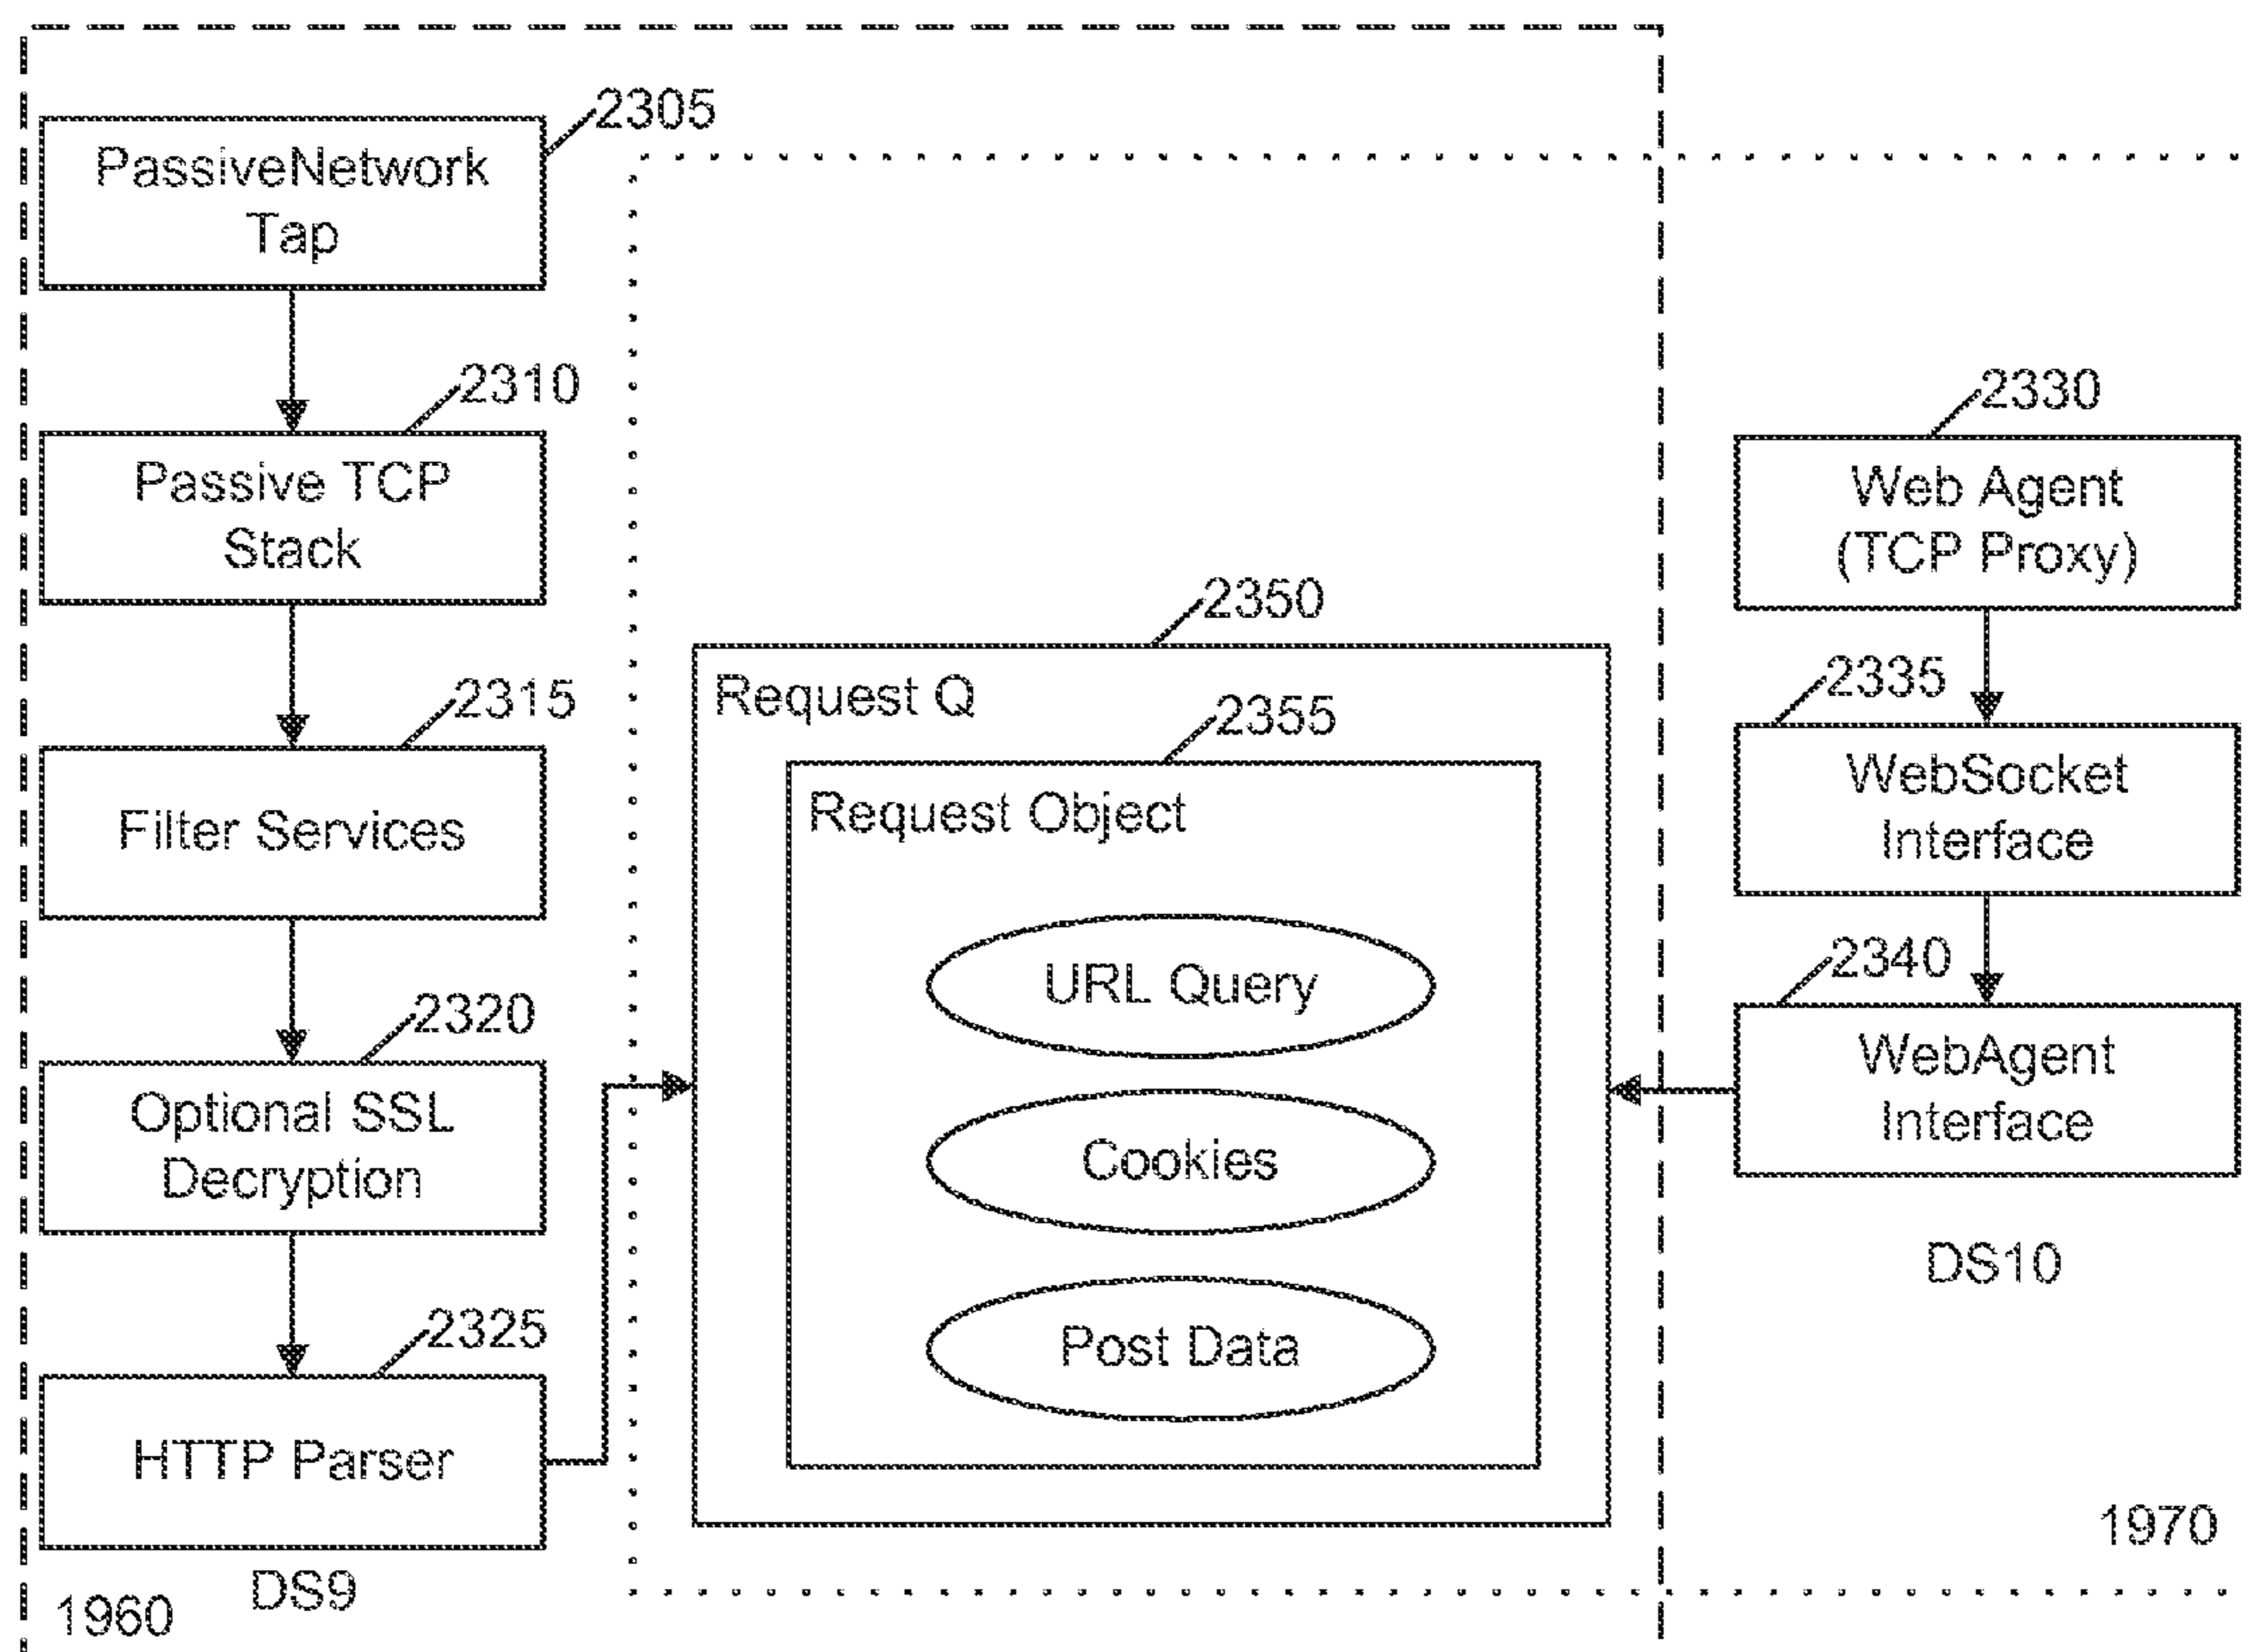 2305
PassiveNetwork
Tap
2310
Passive TCP
Stack
2315
Filter Services
2320
Optional SSL
Decryption
2325
HTTP Parser
DS9
1960
2350
Request Q
2355
Request Object
URL Query
Cookies
Post Data
2330
Web Agent
(TCP Proxy)
2335
WebSocket
Interface
2340
WebAgent
Interface
DS10
1970